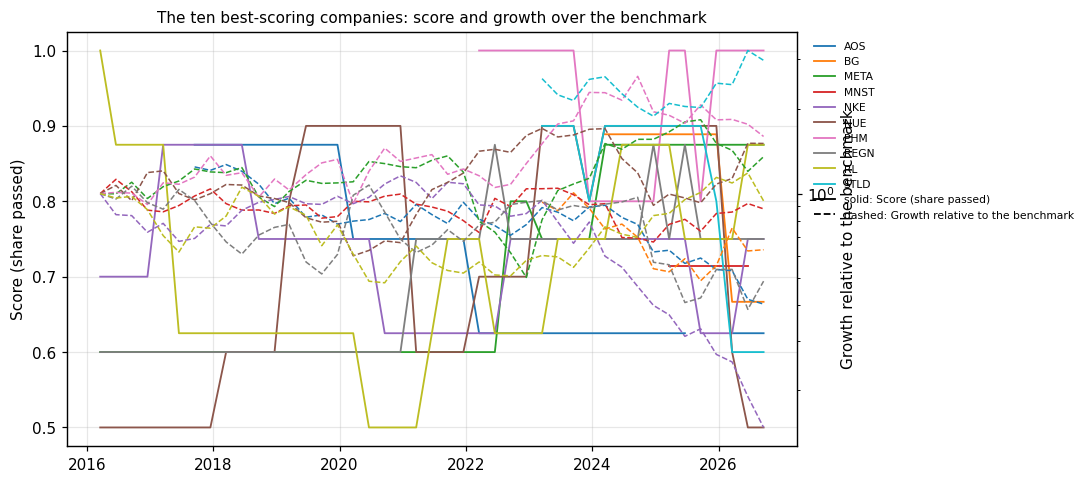 The ten best-scoring companies: score and growth over the benchmark
Score (share passed)
1.0
0.9
0.8
0.7
0.6
0.5
2016
2018
2020
2022
2024
2026
10⁰
Growth relative to the benchmark
AOS
BG
META
MNST
NKE
REGN
solid: Score (share passed)
dashed: Growth relative to the benchmark